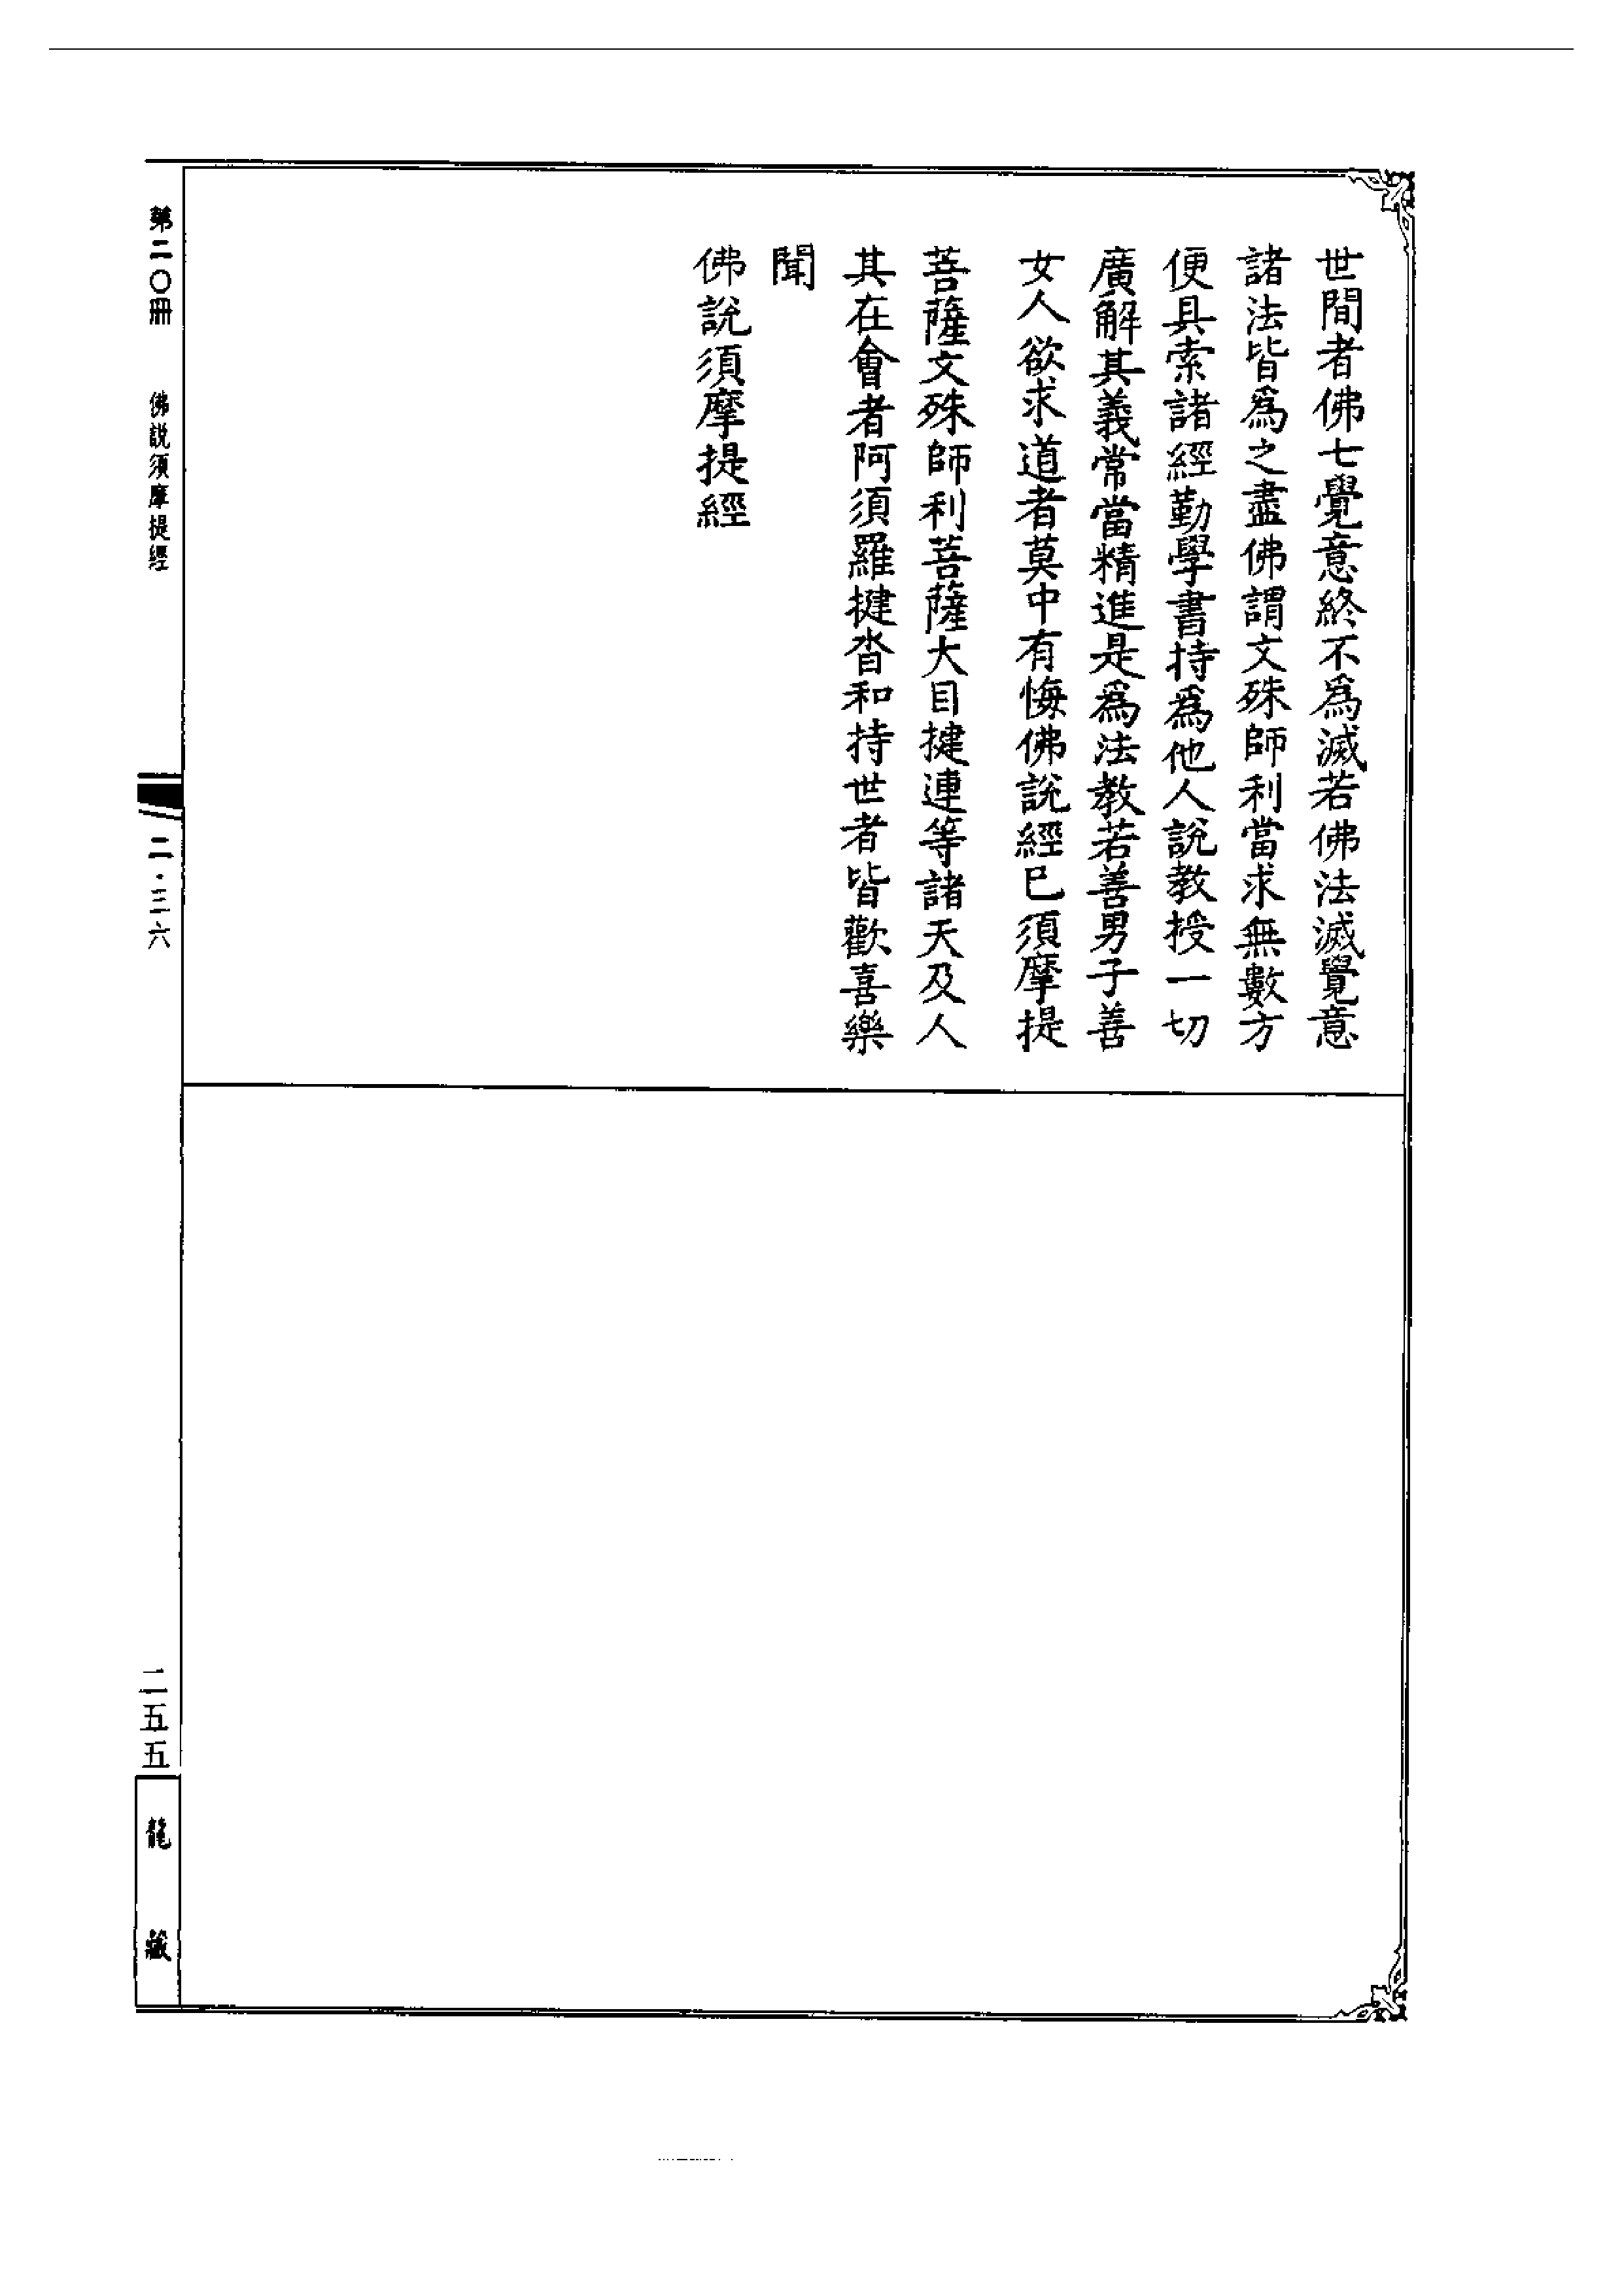 世間者佛七覺意終不爲滅若佛法滅覺意
諸法皆爲之盡佛謂文殊師利當求無數方
便具索諸經勤學書持爲他人說教授一切
廣解其義常當精進是爲法教若善男子善
女人欲求道者莫中有悔佛說經已須摩提
菩薩文殊師利菩薩大目揵連等諸天及人
其在會者阿須羅揵沓和持世者皆歡喜樂
聞
佛說須摩提經
第二〇冊 佛說須摩提經 二·三六 二五五
龍藏